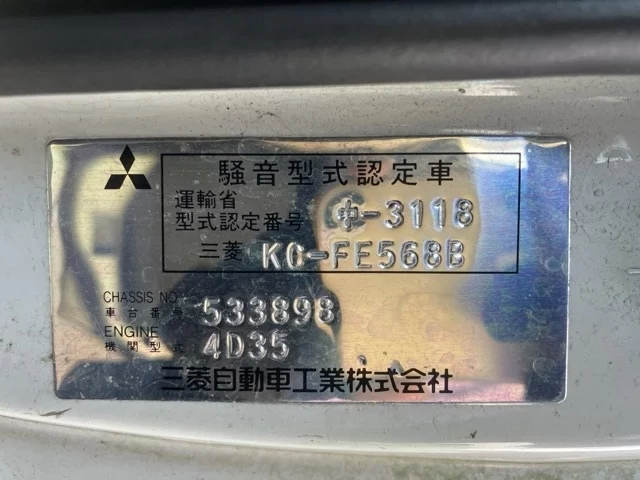 騒音型式認定車
運輸省
型式認定番号 中-3118
三菱 KC-FE568B
CHASSIS NO.
車台番号 533898
ENGINE
機関型式 4D35
三菱自動車工業株式会社